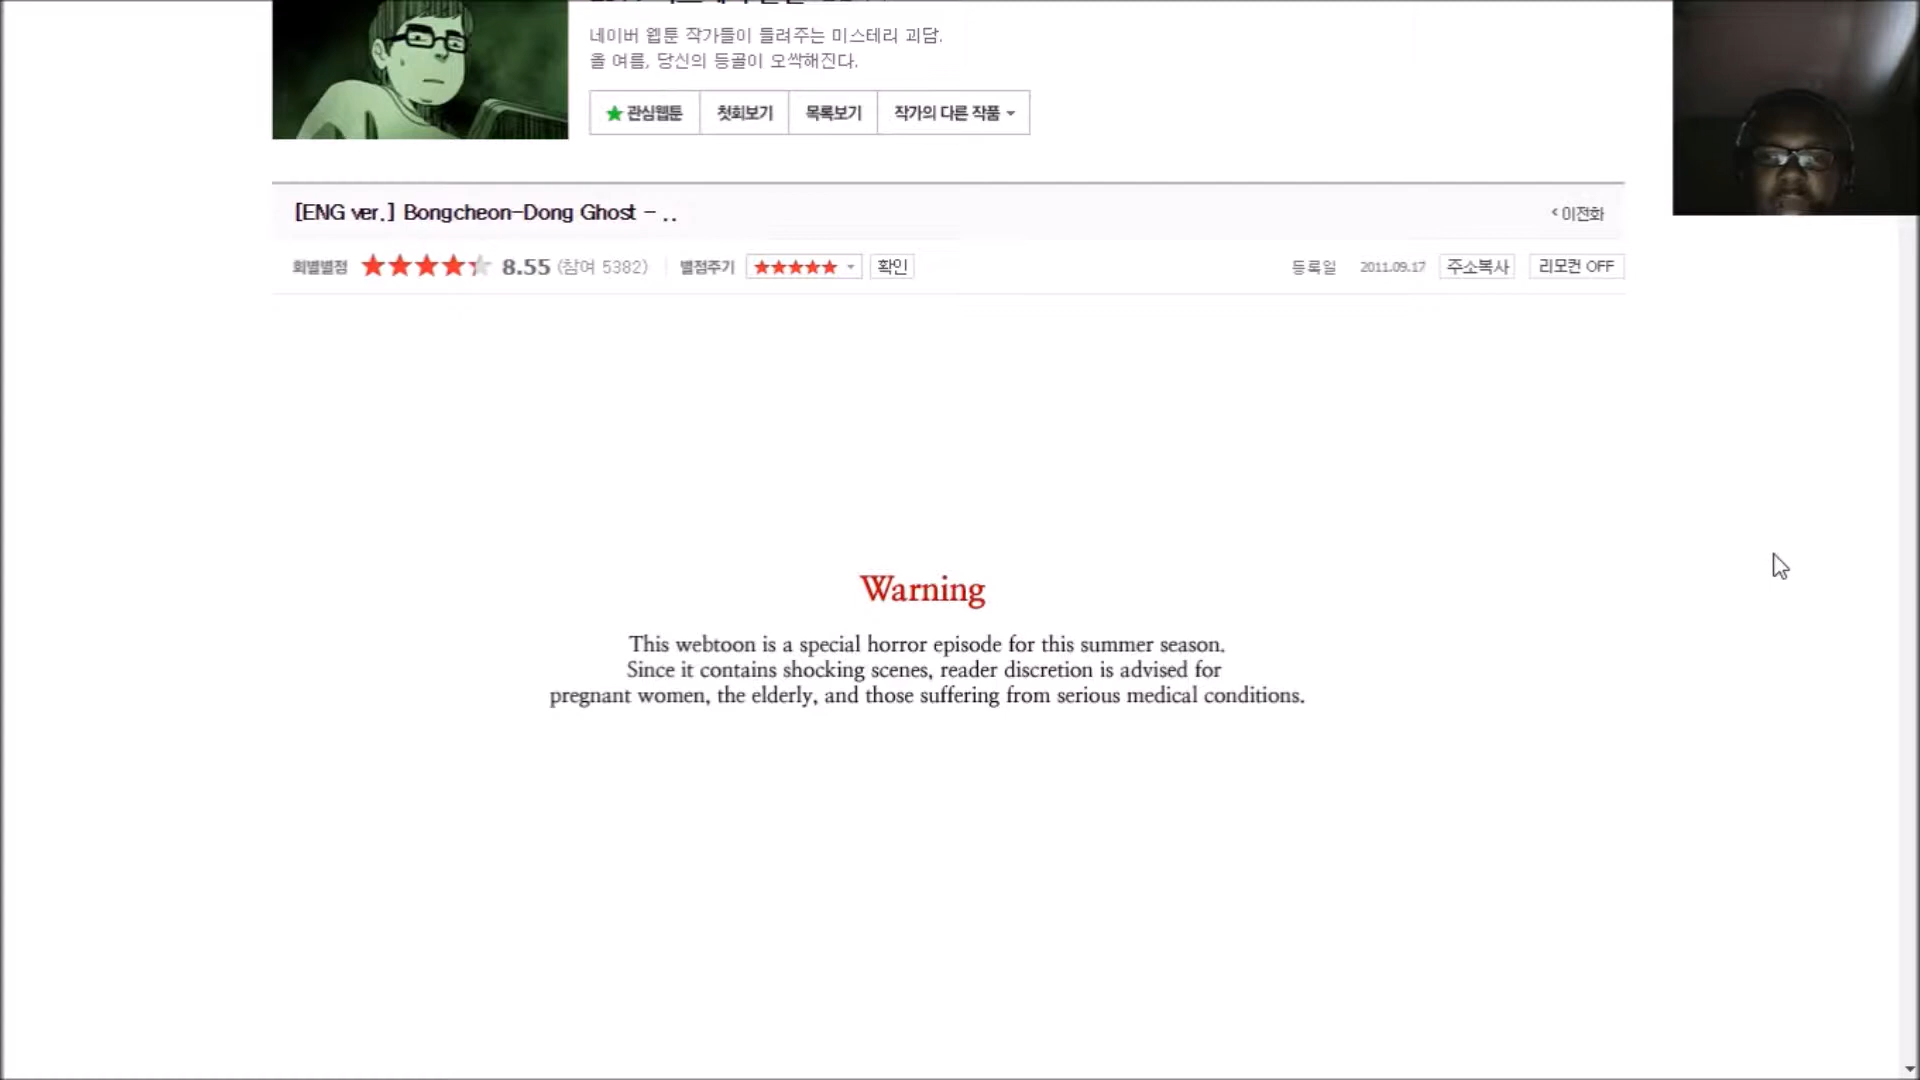 네이버 웹툰 작가들이 들려주는 미스테리 괴담.
올 여름, 당신의 등골이 오싹해진다.
관심웹툰 첫회보기 목록보기 작가의 다른 작품
[ENG ver.] Bongcheon-Dong Ghost - ..
이전화
회별별점 8.55 (참여 5382) 별점주기 확인 등록일 2011.09.17 주소복사 리모컨 OFF
Warning
This webtoon is a special horror episode for this summer season.
Since it contains shocking scenes, reader discretion is advised for
pregnant women, the elderly, and those suffering from serious medical conditions.